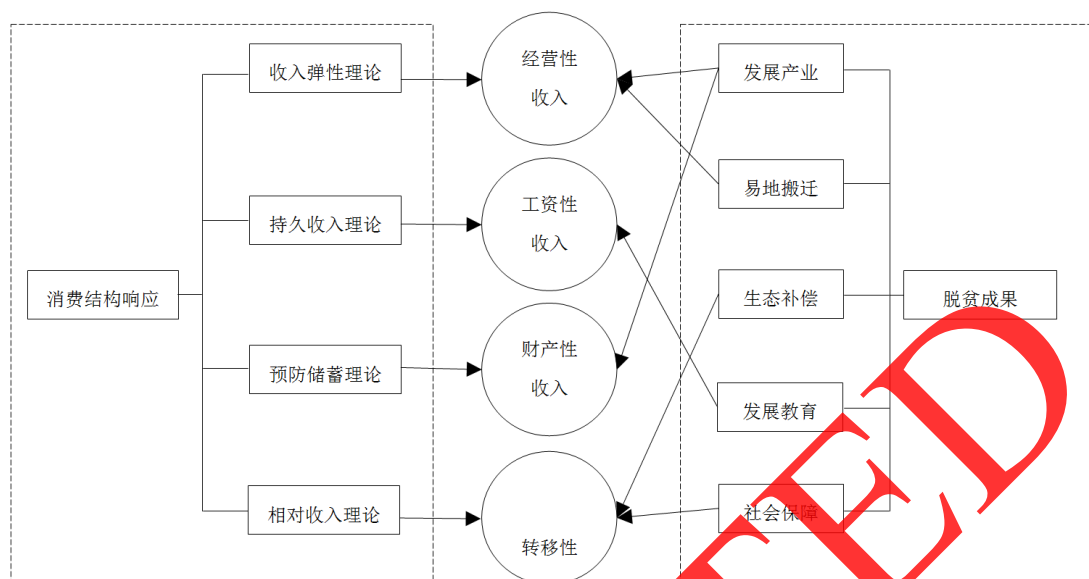 消费结构响应
收入弹性理论
持久收入理论
预防储蓄理论
相对收入理论
经营性
收入
工资性
收入
财产性
收入
转移性
发展产业
易地搬迁
生态补偿
发展教育
社会保障
脱贫成果
TED